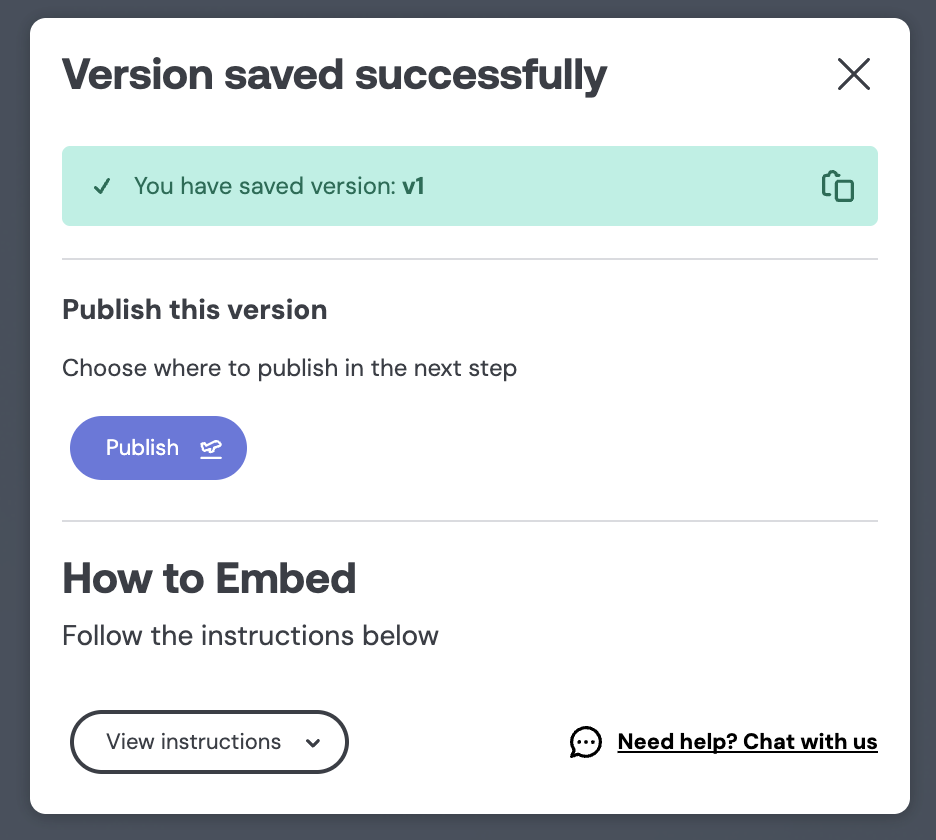 Version saved successfully
You have saved version: v1
Publish this version
Choose where to publish in the next step
Publish
How to Embed
Follow the instructions below
View instructions
Need help? Chat with us